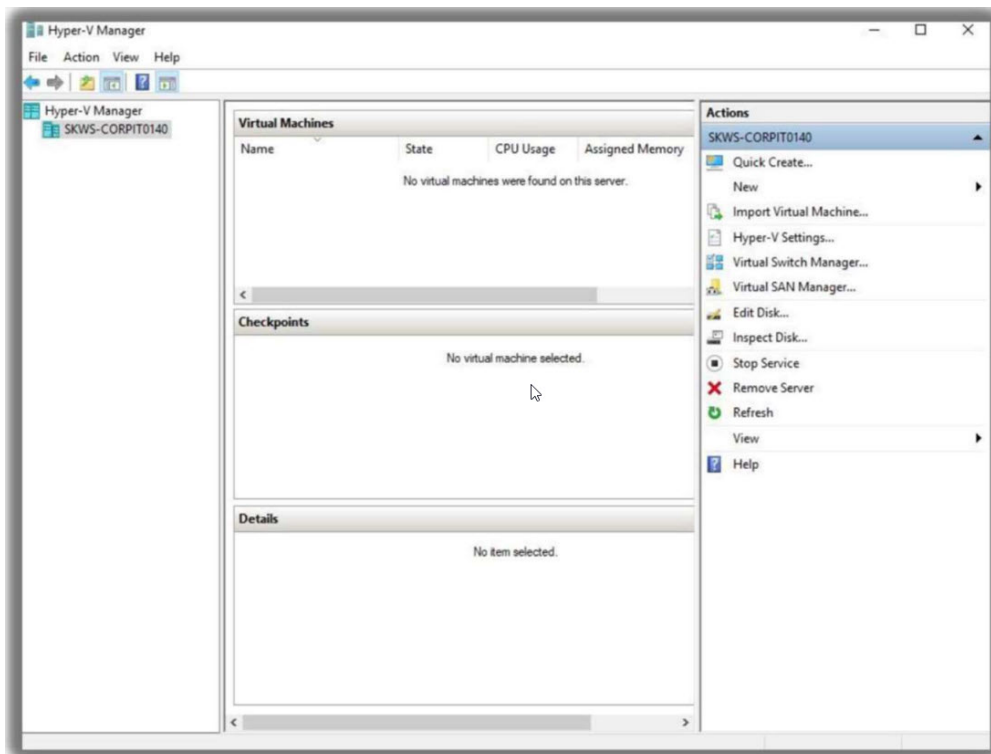 Hyper-V Manager
File Action View Help
Hyper-V Manager
SKWS-CORPIT0140
Virtual Machines
Name State CPU Usage Assigned Memory
No virtual machines were found on this server.
Checkpoints
No virtual machine selected.
Details
No item selected.
Actions
SKWS-CORPIT0140
Quick Create...
New
Import Virtual Machine...
Hyper-V Settings...
Virtual Switch Manager...
Virtual SAN Manager...
Edit Disk...
Inspect Disk...
Stop Service
Remove Server
Refresh
View
Help